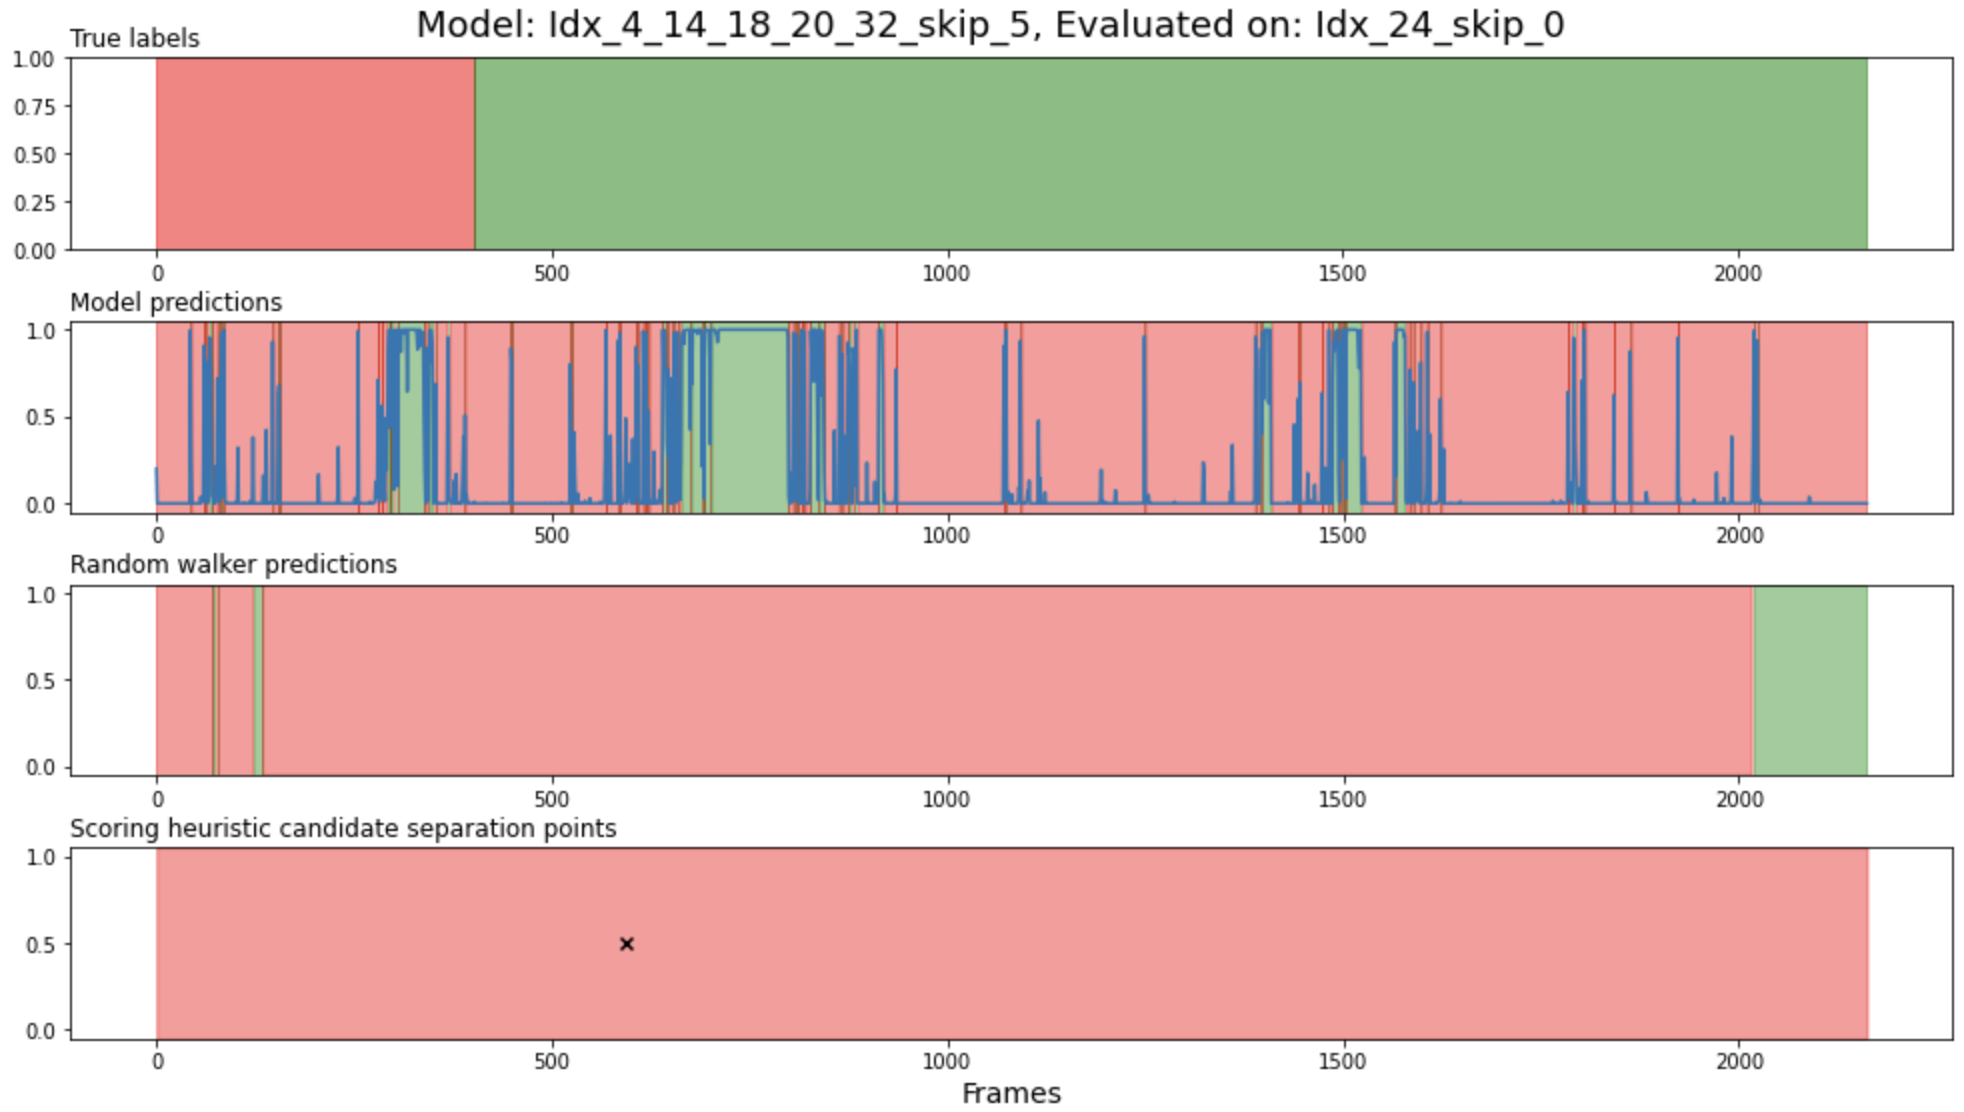 Model: Idx_4_14_18_20_32_skip_5, Evaluated on: Idx_24_skip_0
True labels
1.00
0.75
0.50
0.25
0.00
0 500 1000 1500 2000
Model predictions
1.0
0.5
0.0
0 500 1000 1500 2000
Random walker predictions
1.0
0.5
0.0
0 500 1000 1500 2000
Scoring heuristic candidate separation points
1.0
0.5
0.0
0 500 1000 1500 2000
Frames